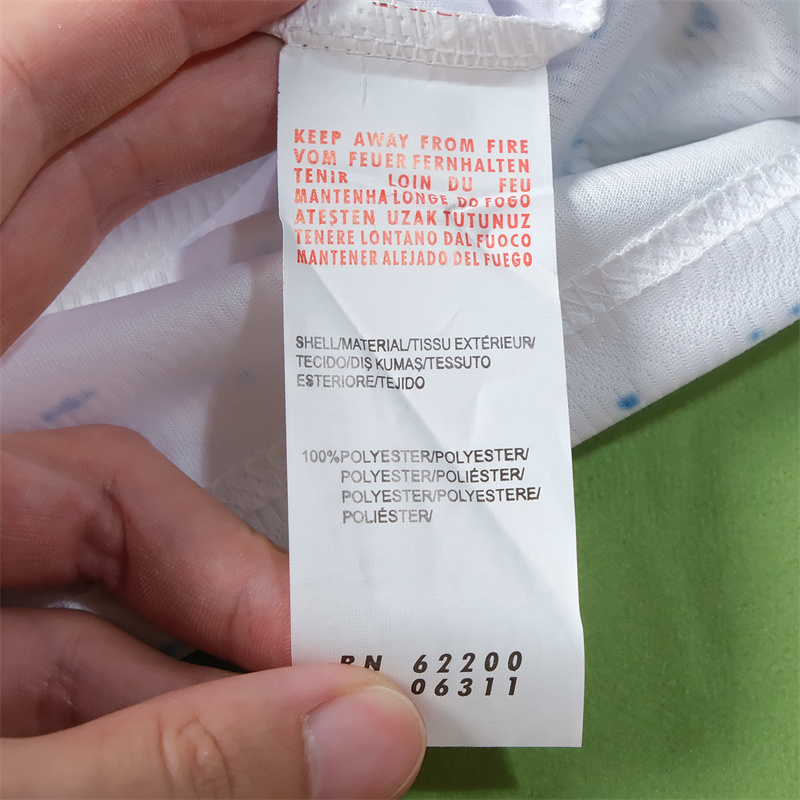 KEEP AWAY FROM FIRE
VOM FEUER FERNHALTEN
TENIR LOIN DU FEU
MANTENHA LONGE DO FOGO
ATEŞTEN UZAK TUTUNUZ
TENERE LONTANO DAL FUOCO
MANTENER ALEJADO DEL FUEGO
SHELL/MATERIAL/TISSU EXTÉRIEUR/
TECIDO/DIŞ KUMAŞ/TESSUTO
ESTERIORE/TEJIDO
100%POLYESTER/POLYESTER/
POLYESTER/POLIÉSTER/
POLYESTER/POLYESTERE/
POLIÉSTER/
RN 62200
06311